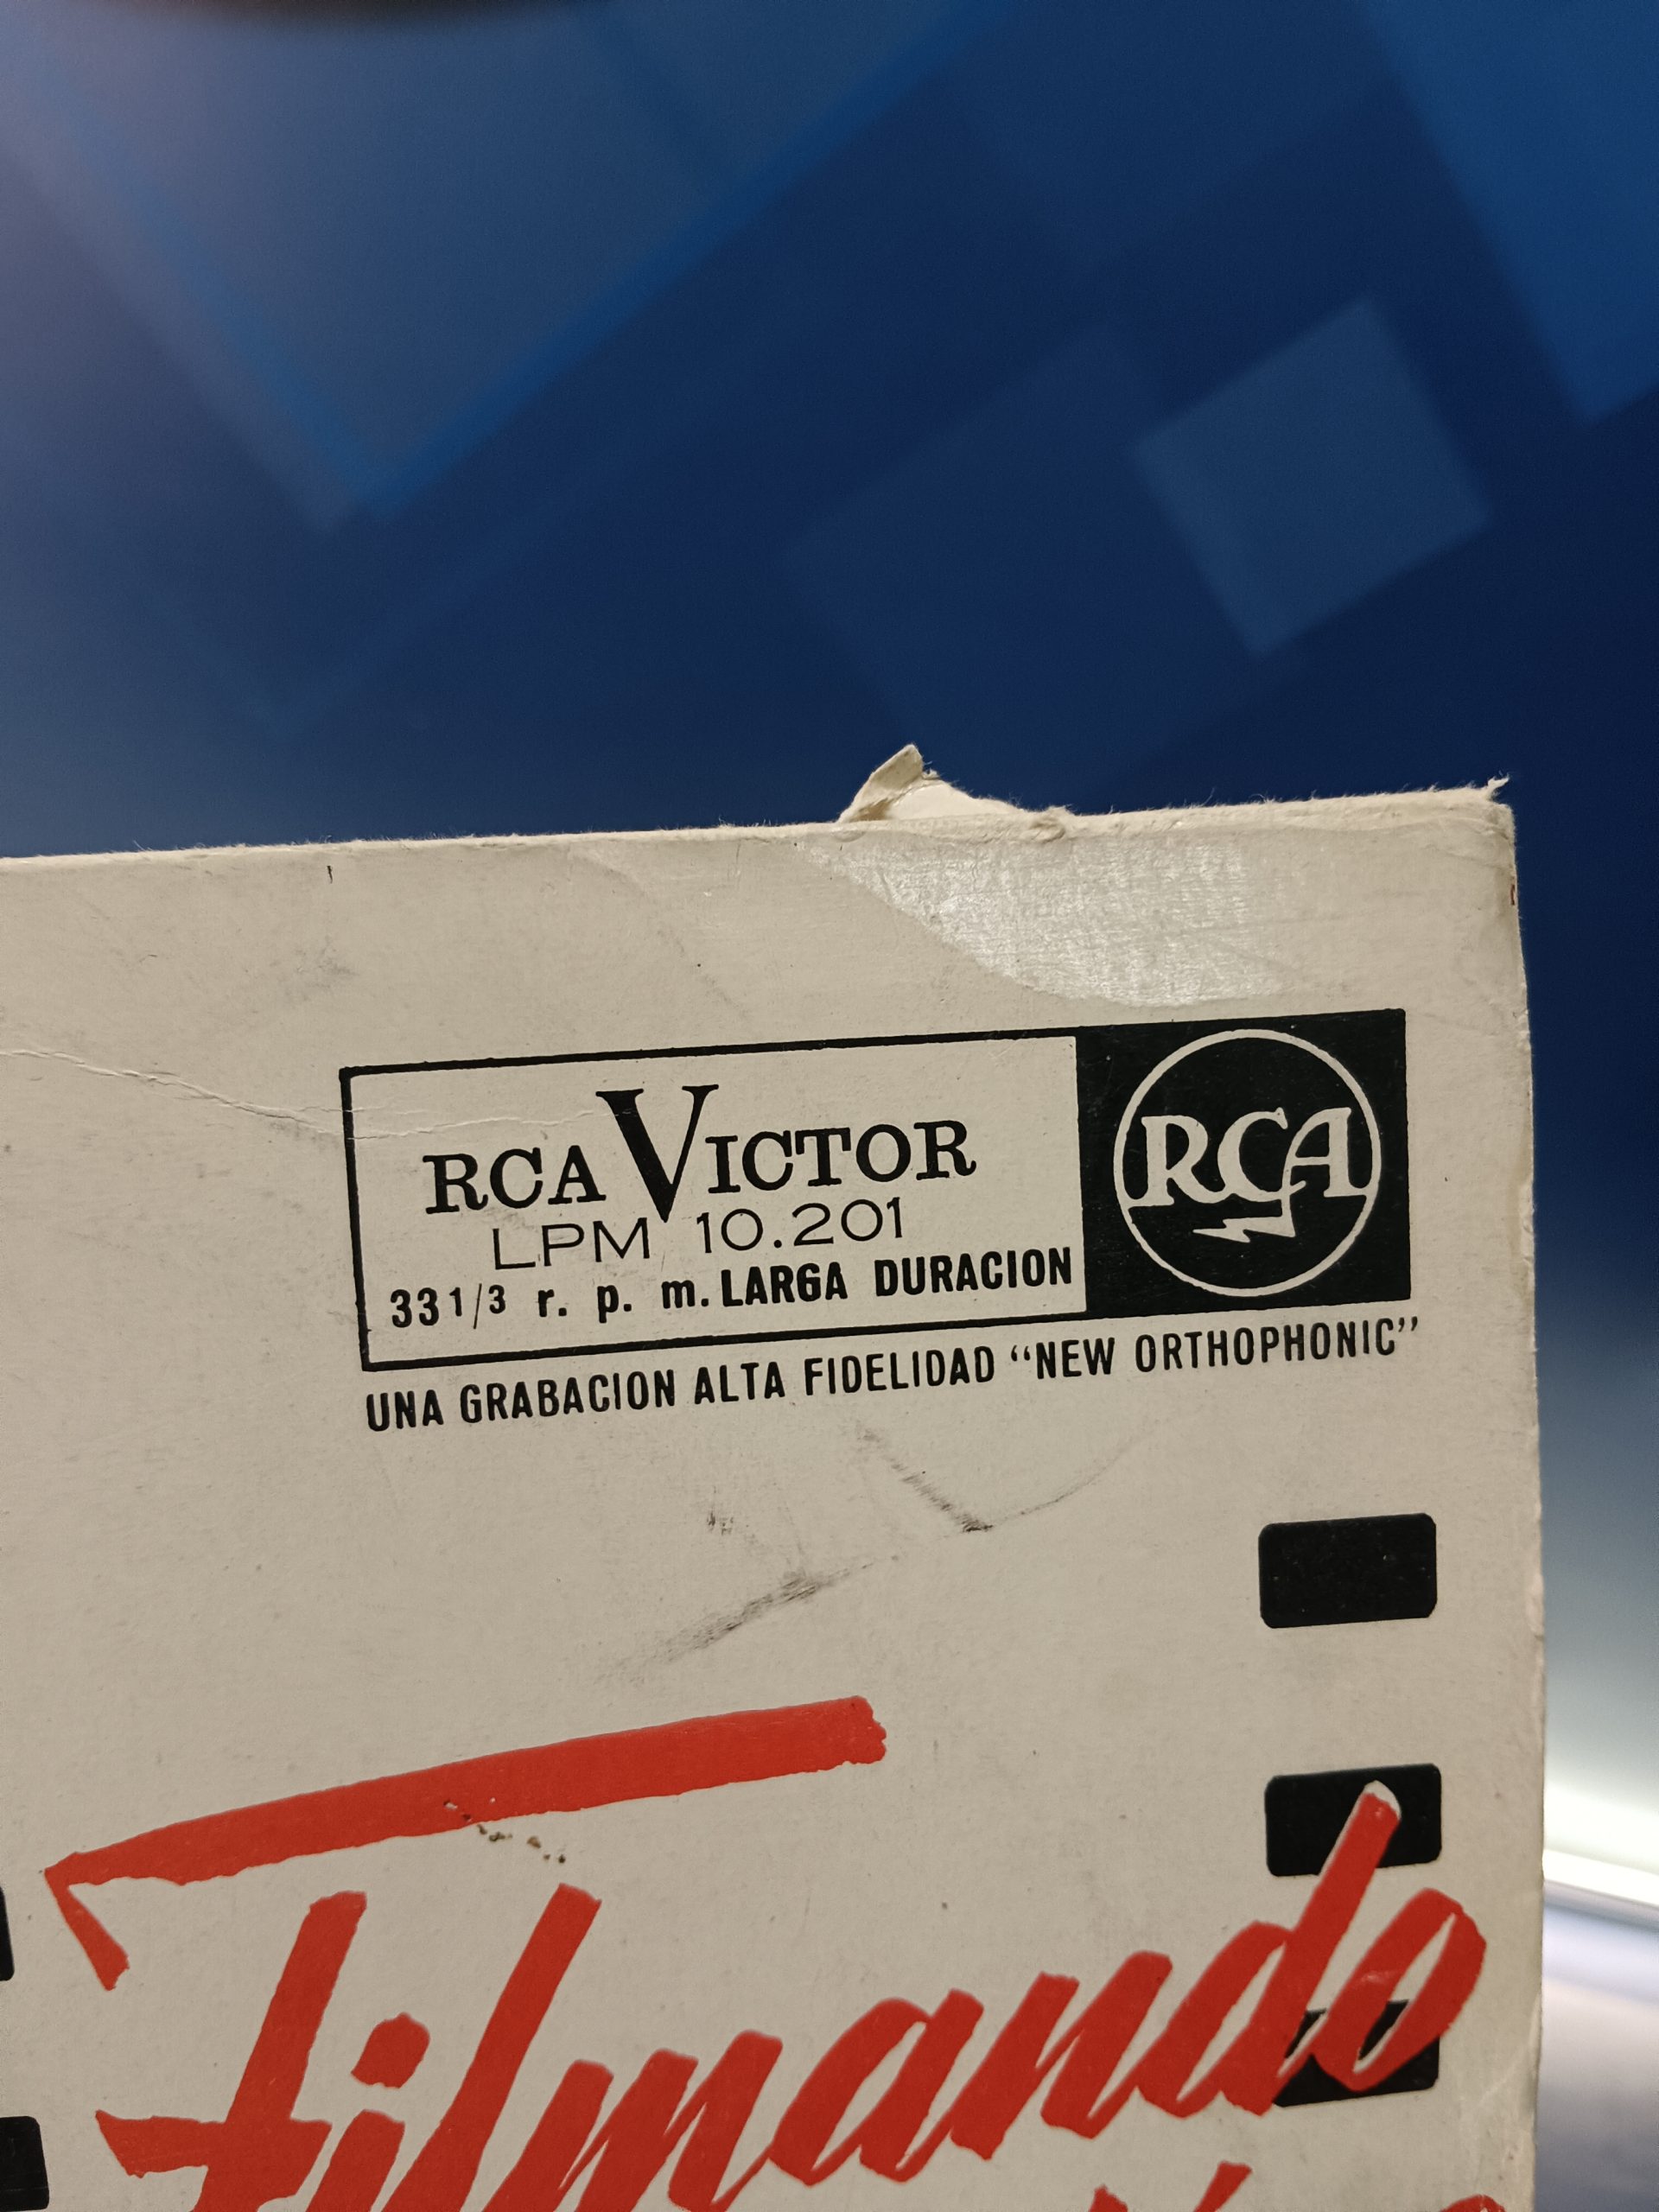 RCA VICTOR
LPM 10.201
33 1/3 r. p. m. LARGA DURACION
RCA
UNA GRABACION ALTA FIDELIDAD “NEW ORTHOPHONIC”
Filmando